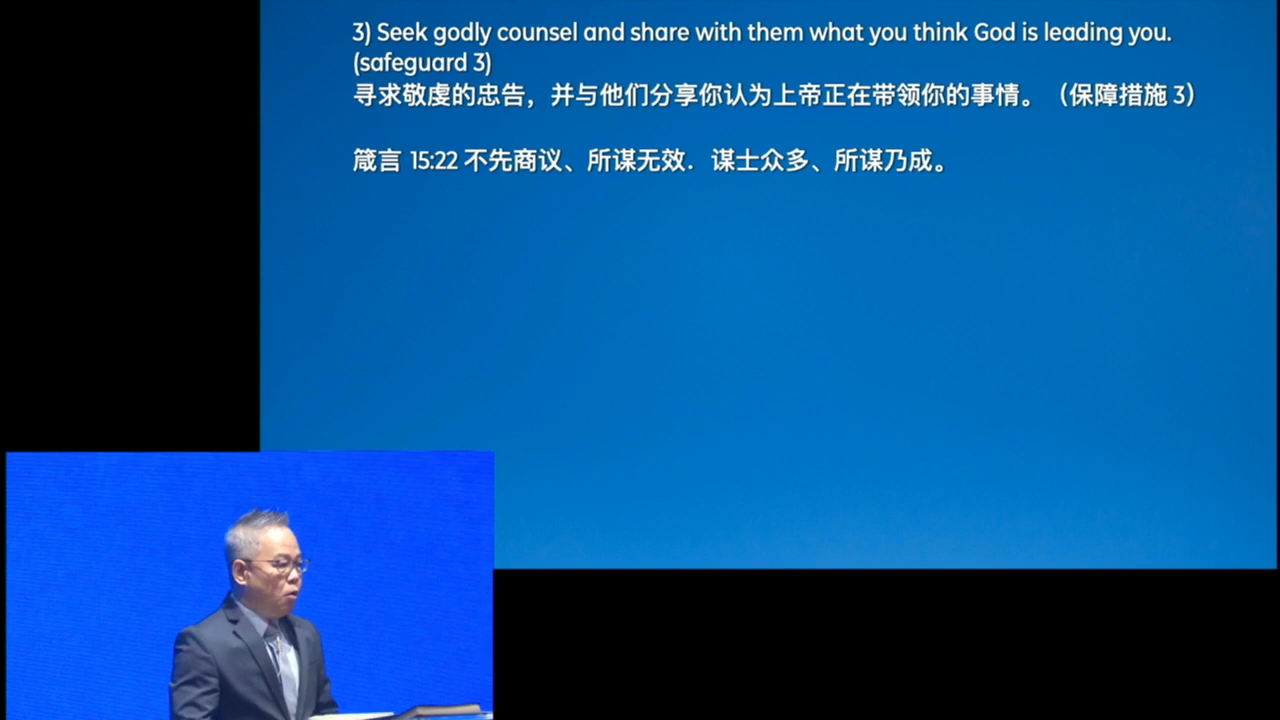 3) Seek godly counsel and share with them what you think God is leading you.
(safeguard 3)
寻求敬虔的忠告，并与他们分享你认为上帝正在带领你的事情。（保障措施 3）
箴言 15:22 不先商议、所谋无效．谋士众多、所谋乃成。